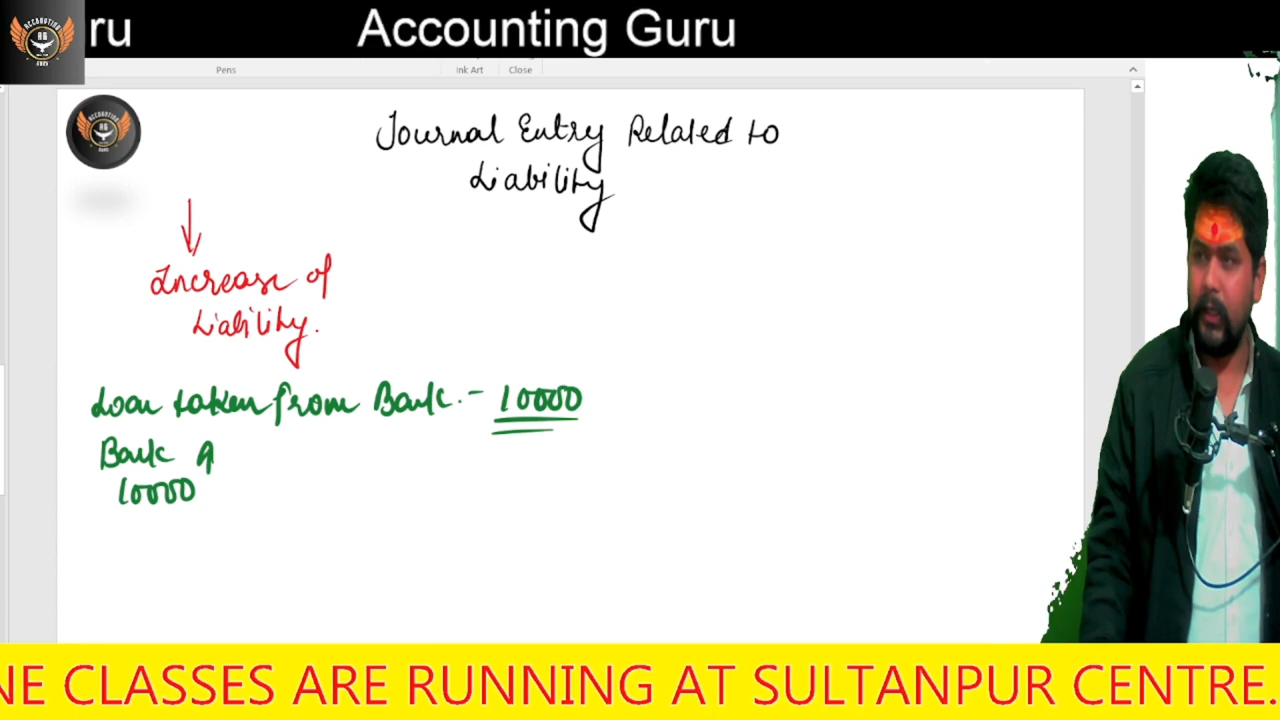 ru
Accounting Guru
Pens
Ink Art
Close
Journal Entry Related to
Liability
Increase of
Liability.
Loan taken from Bank. - 10000
Bank
10000
NE CLASSES ARE RUNNING AT SULTANPUR CENTRE.